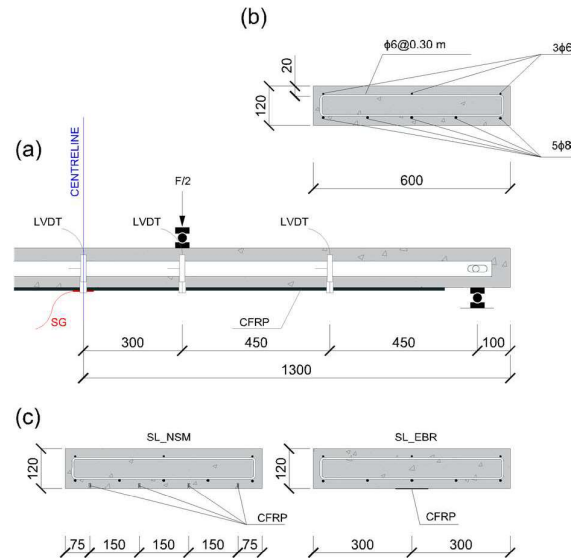 (b)
ϕ6@0.30 m
3ϕ6
20
120
5ϕ8
600
(a)
CENTRELINE
F/2
LVDT
LVDT
LVDT
SG
CFRP
300
450
450
100
1300
(c)
SL_NSM
SL_EBR
120
120
CFRP
CFRP
75
150
150
150
75
300
300